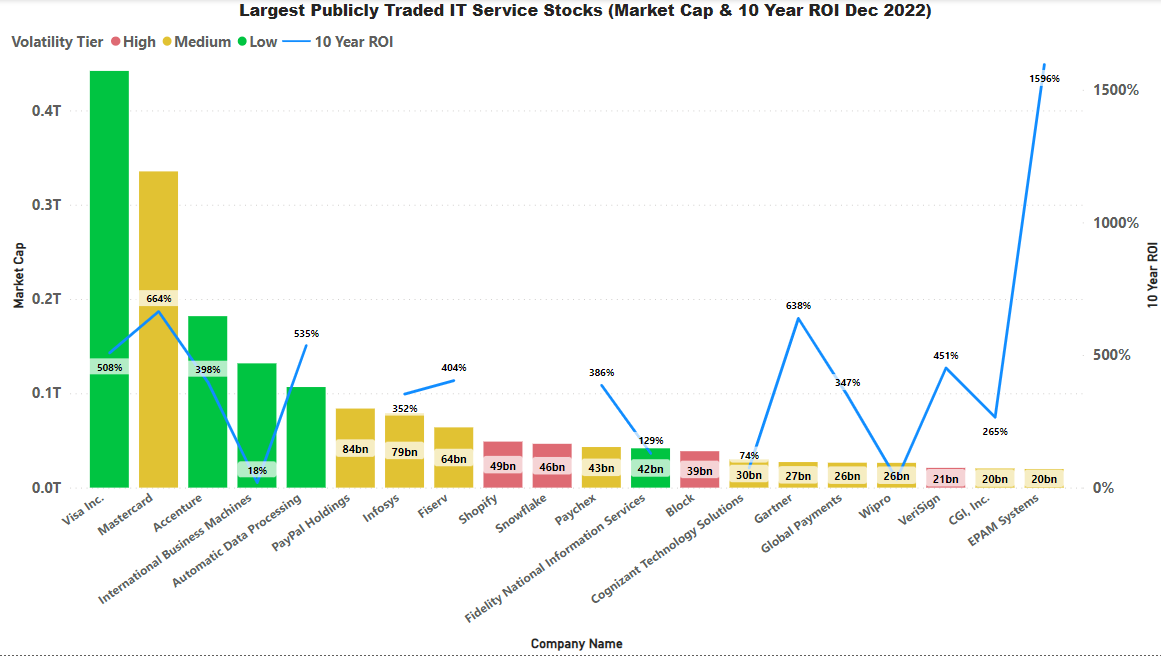 Largest Publicly Traded IT Service Stocks (Market Cap & 10 Year ROI Dec 2022)
Volatility Tier High Medium Low 10 Year ROI
0.4T
0.3T
0.2T
0.1T
0.0T
Market Cap
1500%
1000%
500%
0%
10 Year ROI
508%
664%
398%
18%
535%
352%
404%
386%
129%
74%
638%
347%
451%
265%
1596%
84bn
79bn
64bn
49bn
46bn
43bn
42bn
39bn
30bn
27bn
26bn
26bn
21bn
20bn
20bn
Visa Inc.
Mastercard
Accenture
International Business Machines
Automatic Data Processing
PayPal Holdings
Infosys
Fiserv
Shopify
Snowflake
Paychex
Fidelity National Information Services
Block
Cognizant Technology Solutions
Gartner
Global Payments
Wipro
VeriSign
CGI, Inc.
EPAM Systems
Company Name